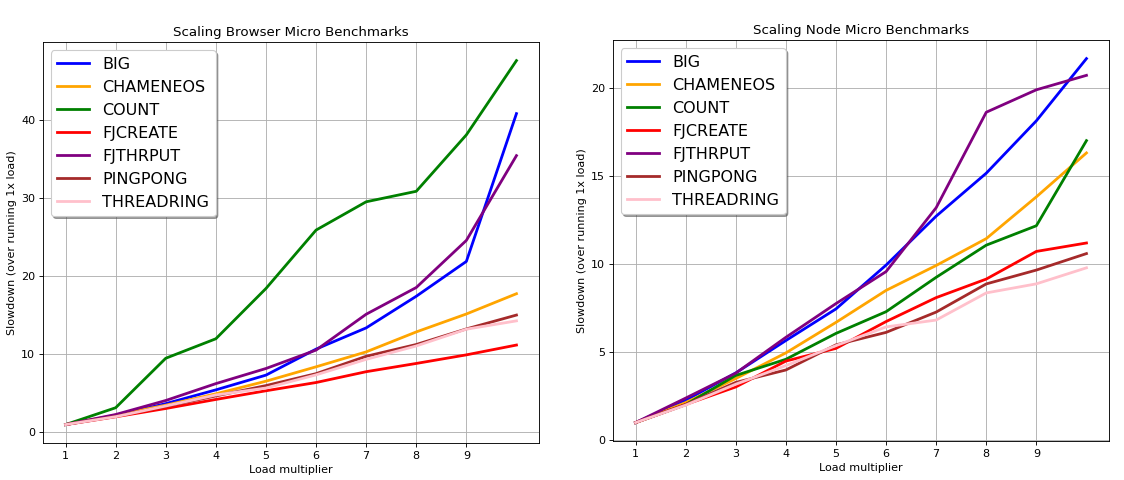 Scaling Browser Micro Benchmarks
BIG
CHAMENEOS
COUNT
FJCREATE
FJTHRPUT
PINGPONG
THREADRING
Slowdown (over running 1x load)
40
30
20
10
0
1 2 3 4 5 6 7 8 9
Load multiplier
Scaling Node Micro Benchmarks
BIG
CHAMENEOS
COUNT
FJCREATE
FJTHRPUT
PINGPONG
THREADRING
Slowdown (over running 1x load)
20
15
10
5
0
1 2 3 4 5 6 7 8 9
Load multiplier